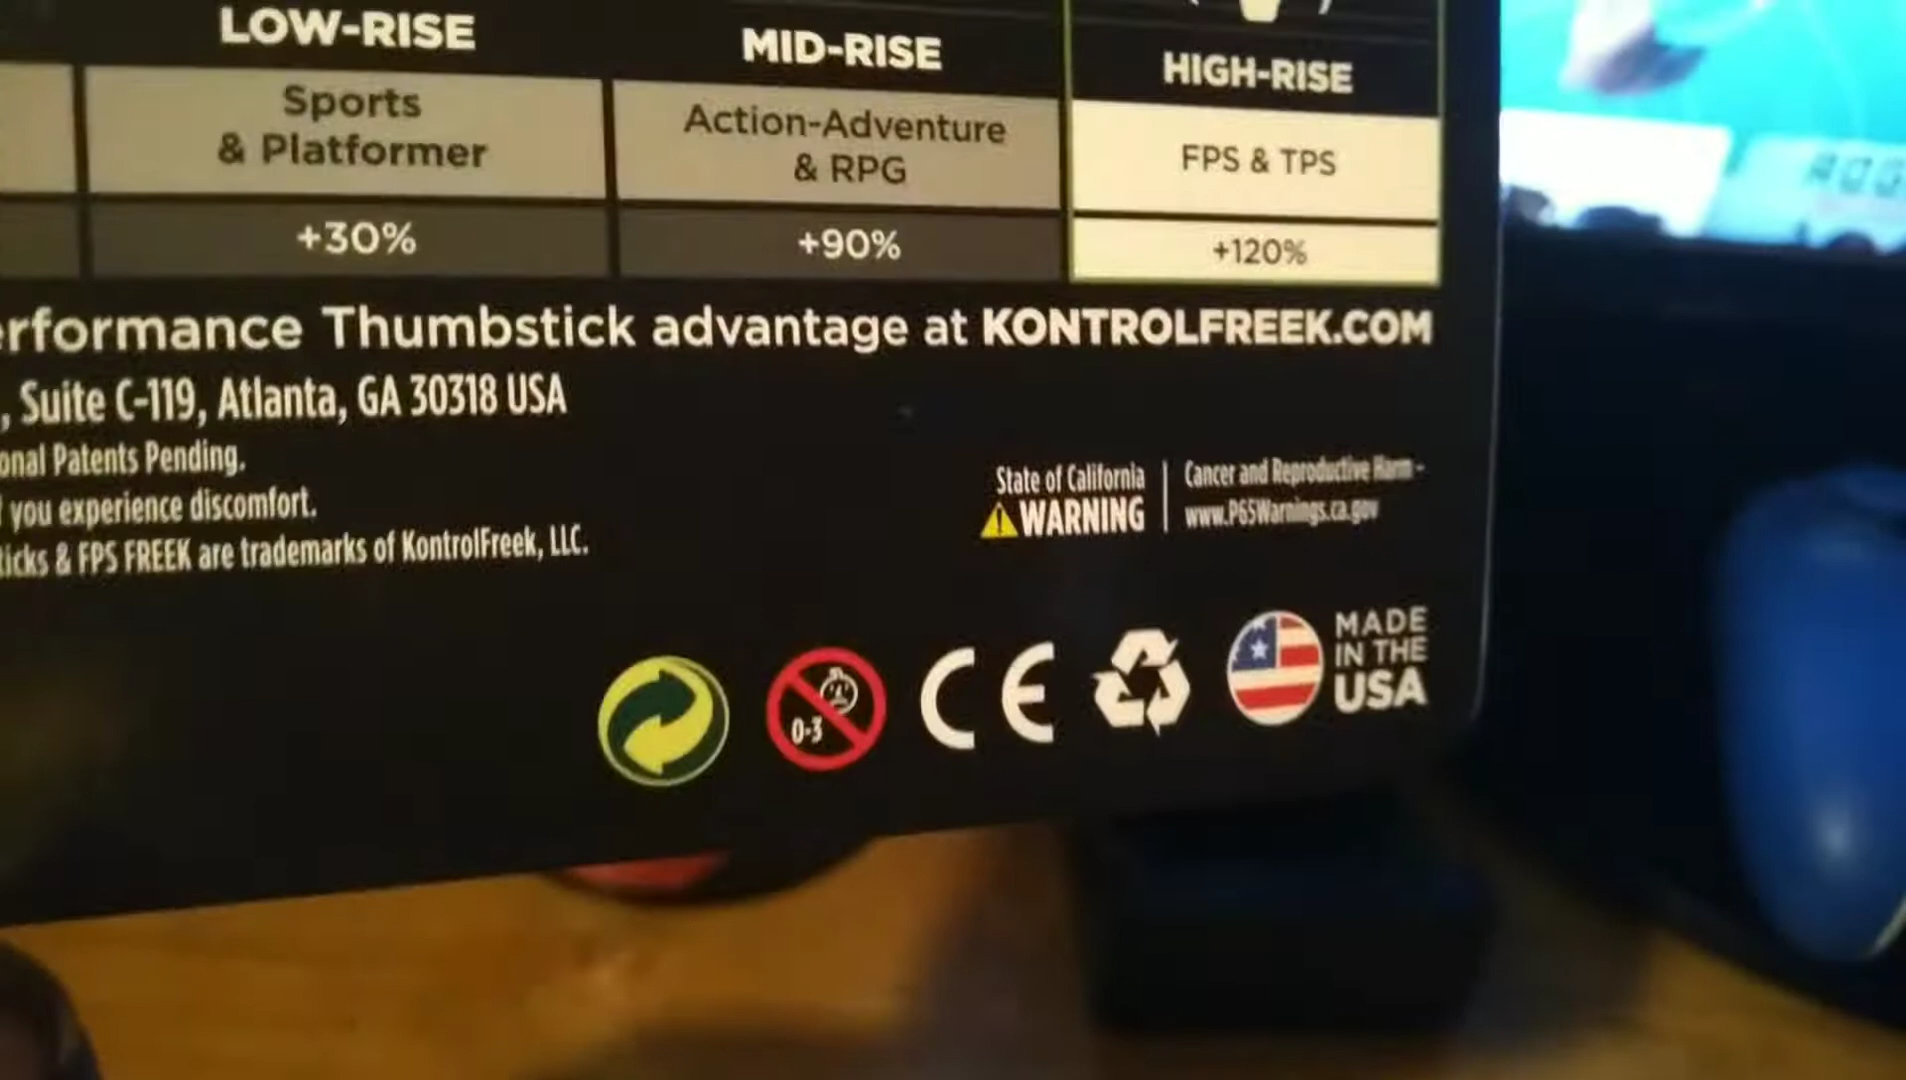 LOW-RISE
MID-RISE
HIGH-RISE
Sports
& Platformer
Action-Adventure
& RPG
FPS & TPS
+30%
+90%
+120%
erformance Thumbstick advantage at KONTROLFREEK.COM
, Suite C-119, Atlanta, GA 30318 USA
onal Patents Pending.
you experience discomfort.
ticks & FPS FREEK are trademarks of KontrolFreek, LLC.
State of California
WARNING
Cancer and Reproductive Harm -
www.P65Warnings.ca.gov
0-3
CE
MADE
IN THE
USA